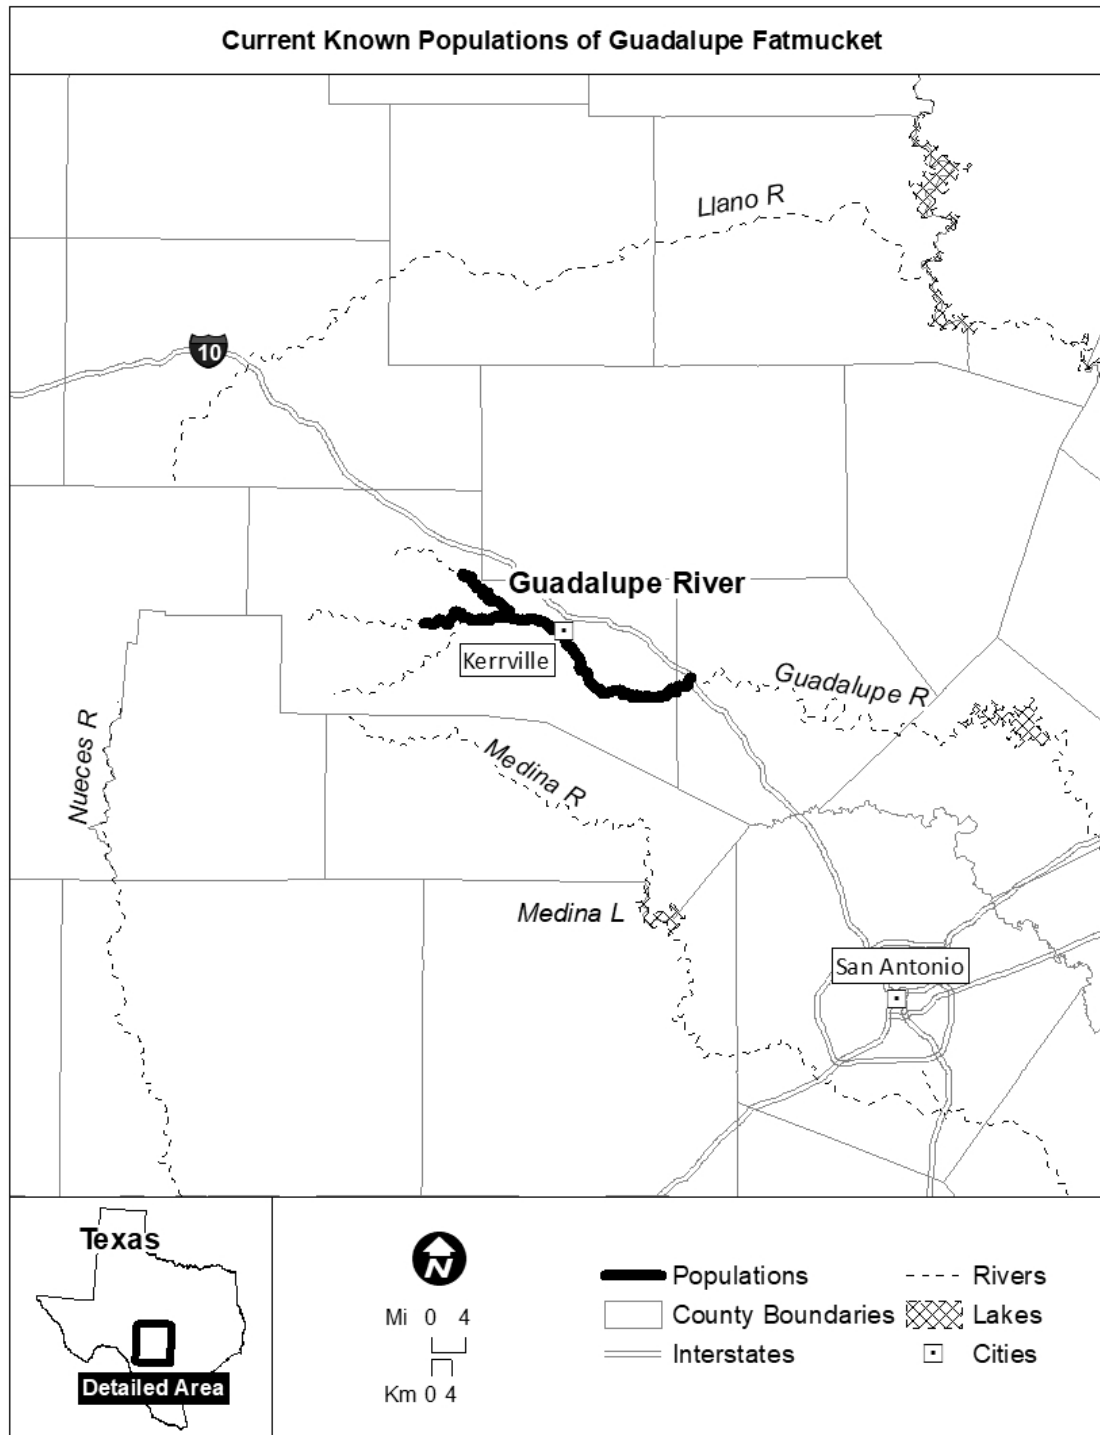 Current Known Populations of Guadalupe Fatmucket
Llano R
10
Guadalupe River
Kerrville
Guadalupe R
Nueces R
Medina R
Medina L
San Antonio
Texas
Detailed Area
N
Mi 0 4
Km 0 4
Populations
County Boundaries
Interstates
Rivers
Lakes
Cities